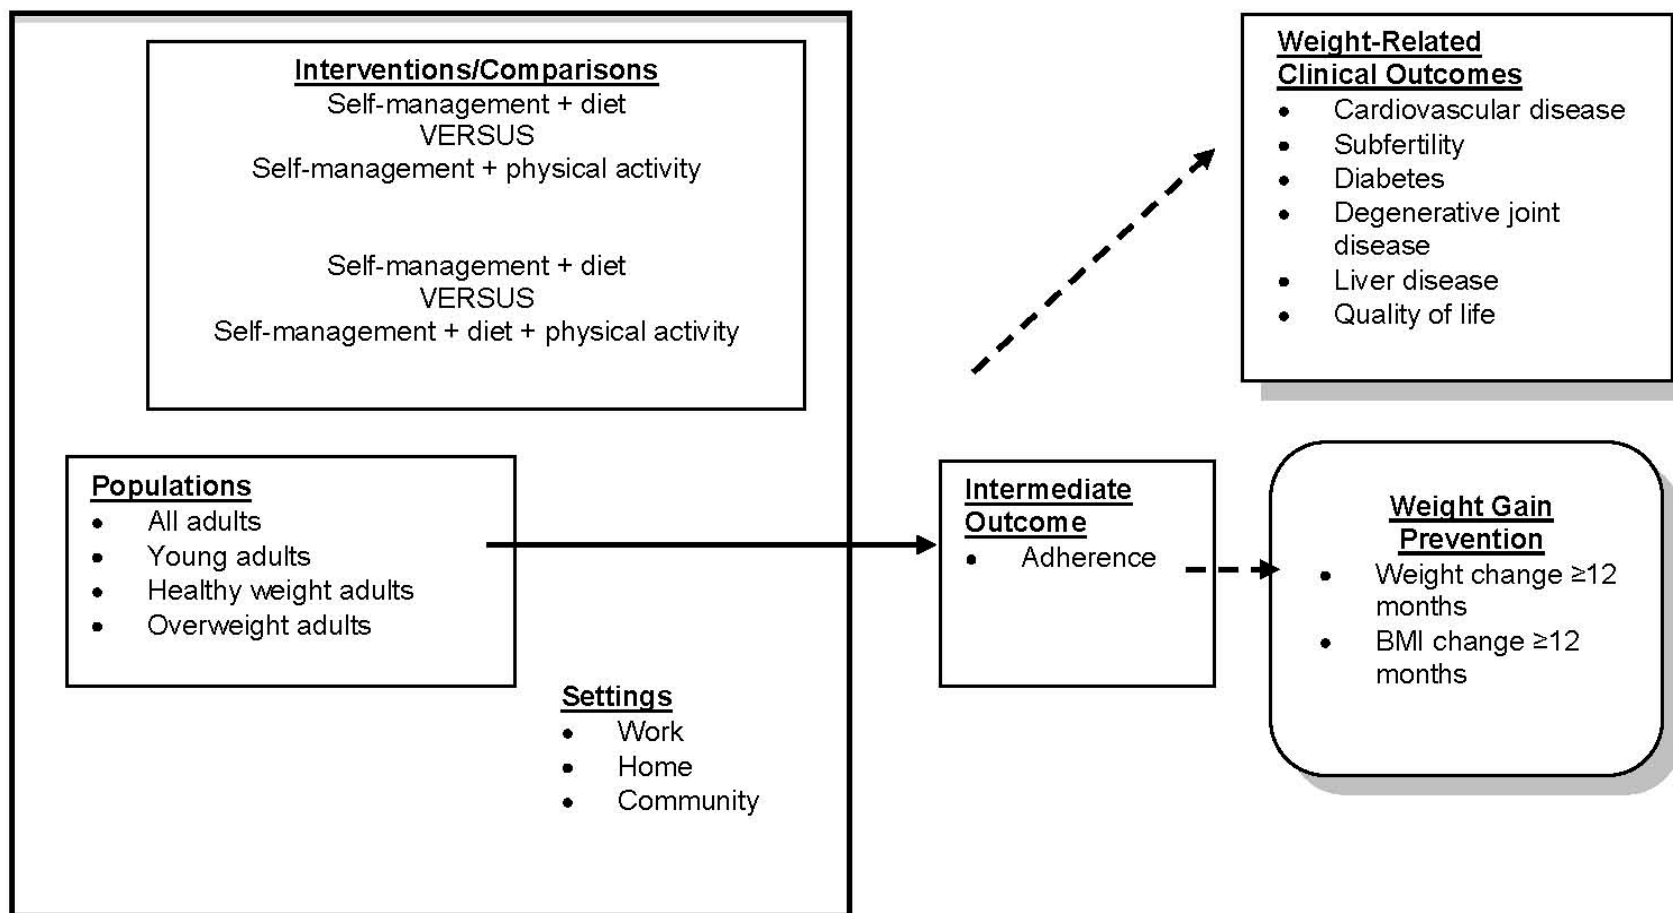 Interventions/Comparisons
Self-management + diet
VERSUS
Self-management + physical activity
Self-management + diet
VERSUS
Self-management + diet + physical activity
Populations
• All adults
• Young adults
• Healthy weight adults
• Overweight adults
Settings
• Work
• Home
• Community
Intermediate
Outcome
• Adherence
Weight-Related
Clinical Outcomes
• Cardiovascular disease
• Subfertility
• Diabetes
• Degenerative joint
disease
• Liver disease
• Quality of life
Weight Gain
Prevention
• Weight change ≥12
months
• BMI change ≥12
months